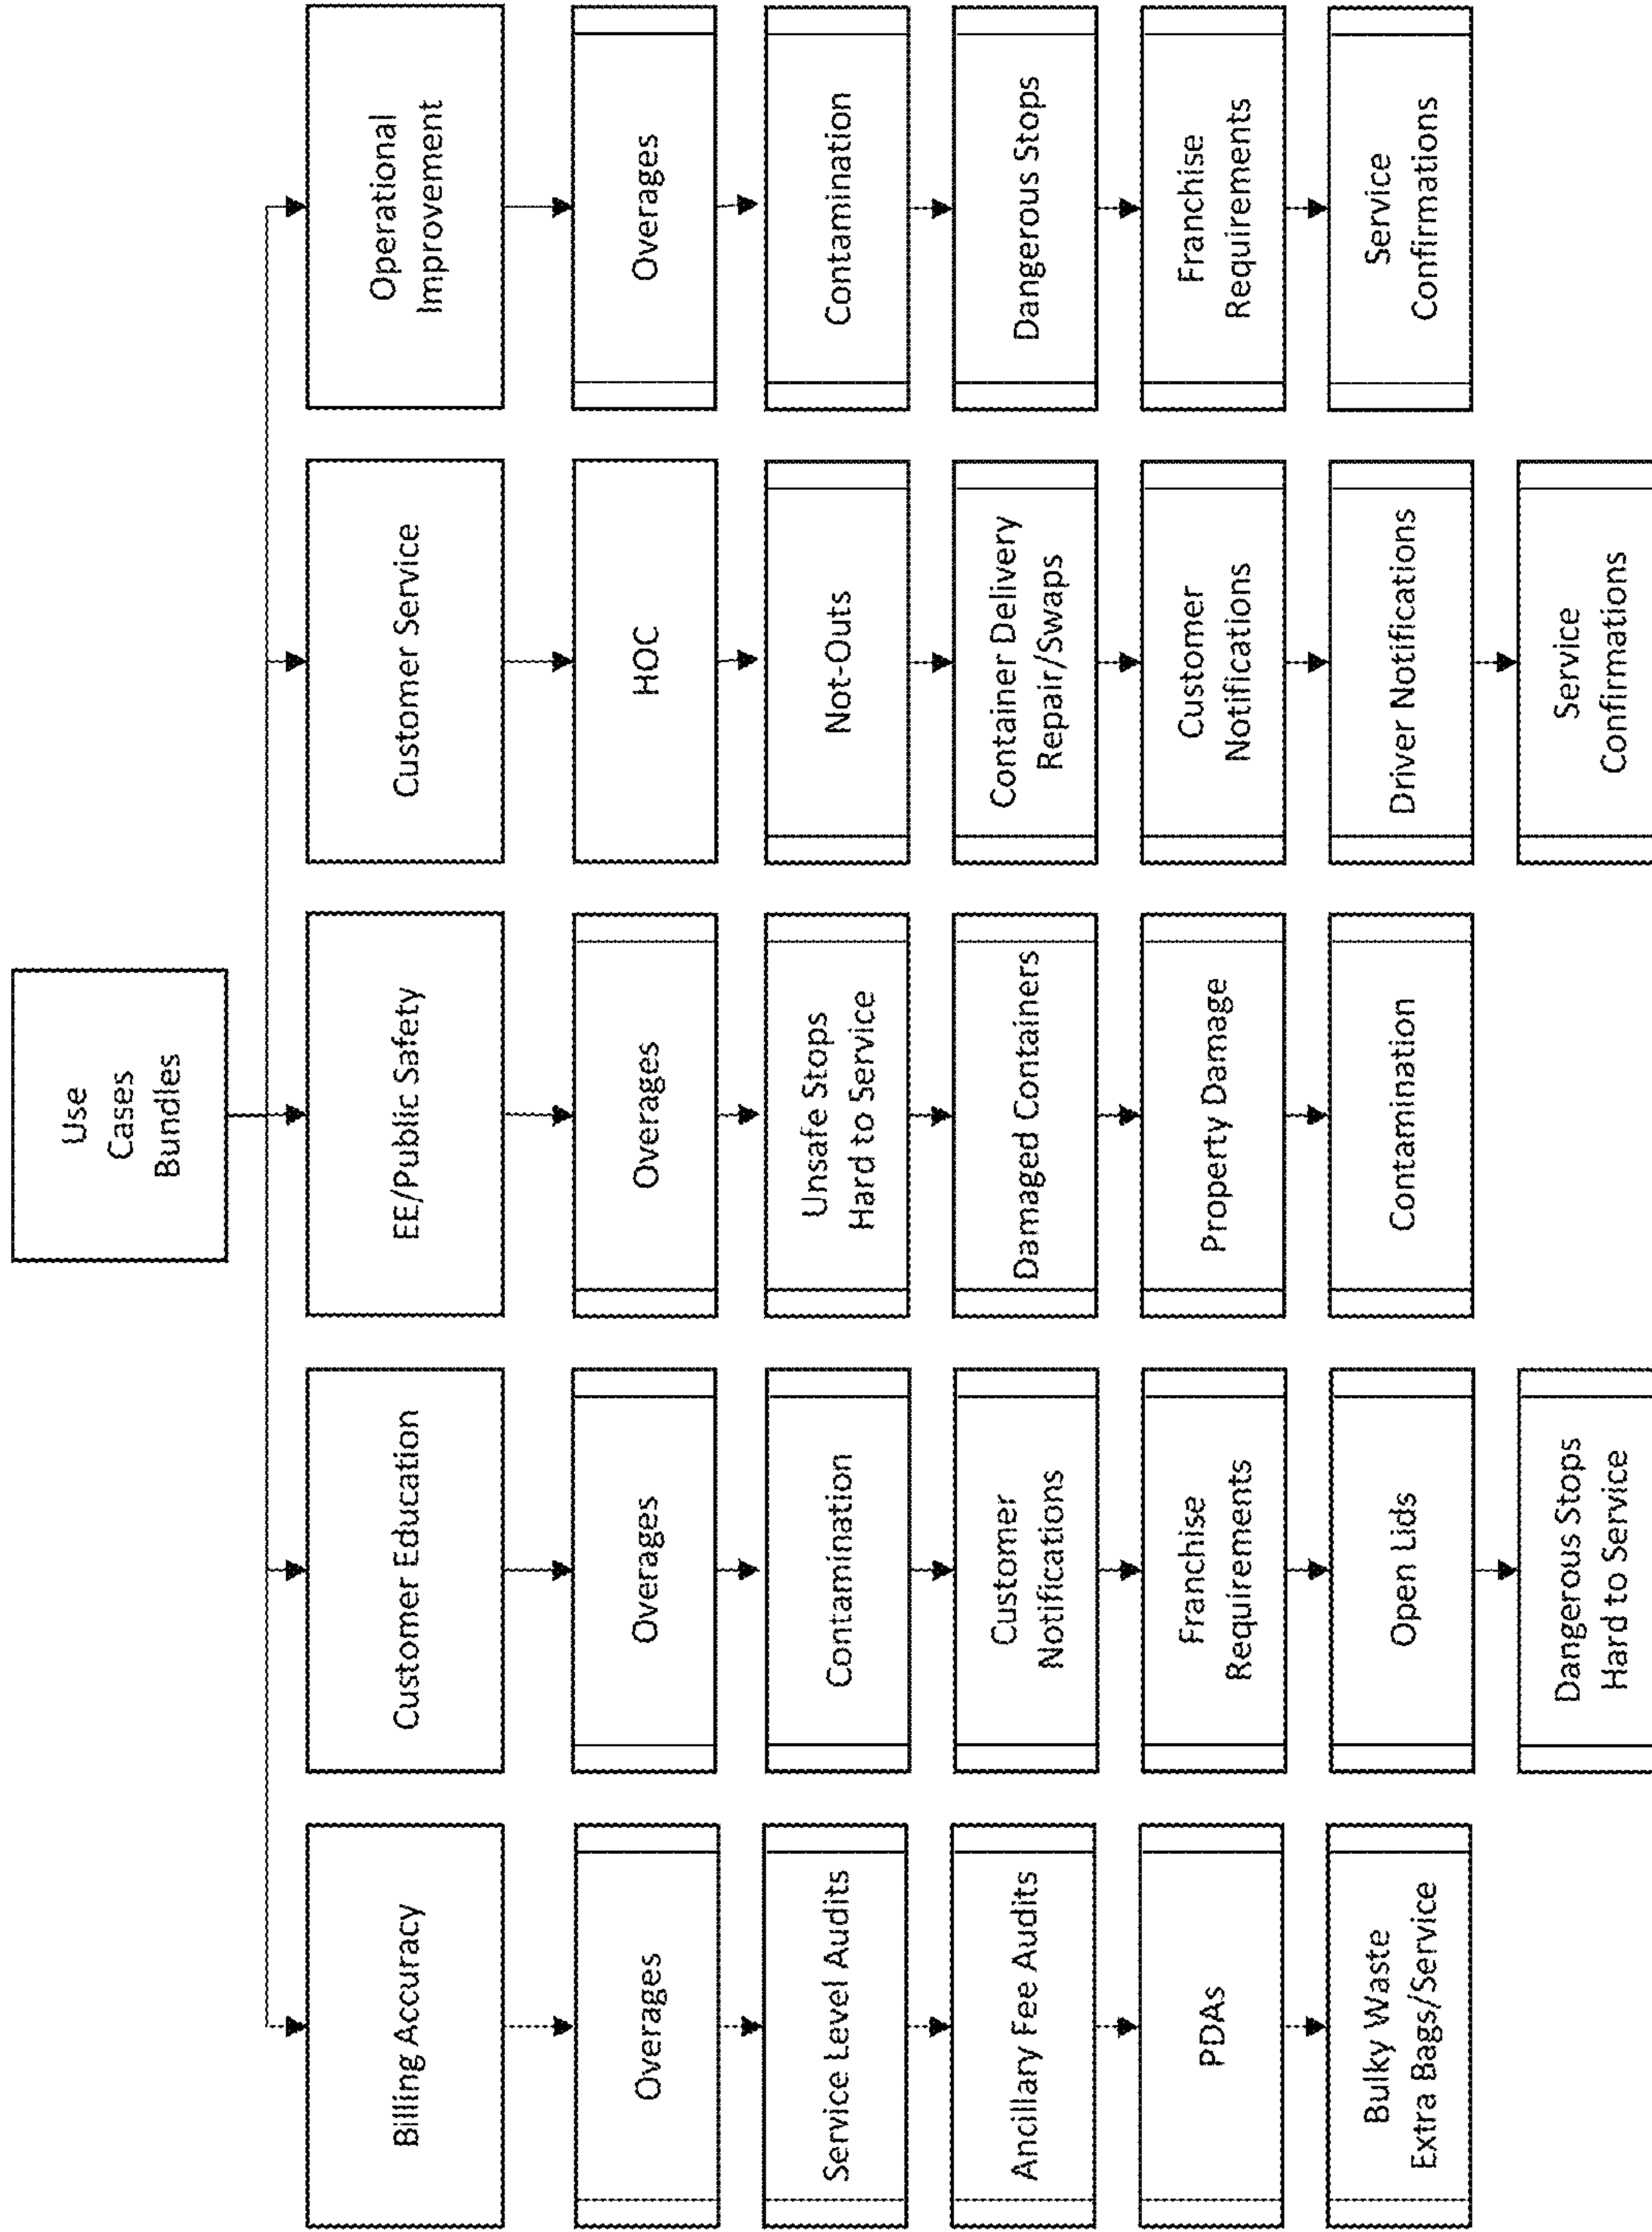 Use
Cases
Bundles
Billing Accuracy
Overages
Service Level Audits
Ancillary Fee Audits
PDAs
Bulky Waste
Extra Bags/Service
Customer Education
Overages
Contamination
Customer
Notifications
Franchise
Requirements
Open Lids
Dangerous Stops
Hard to Service
EE/Public Safety
Overages
Unsafe Stops
Hard to Service
Damaged Containers
Property Damage
Contamination
Customer Service
HOC
Not-Outs
Container Delivery
Repair/Swaps
Customer
Notifications
Driver Notifications
Service
Confirmations
Operational
Improvement
Overages
Contamination
Dangerous Stops
Franchise
Requirements
Service
Confirmations